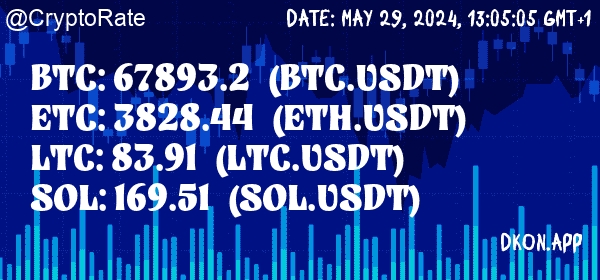 @CryptoRate
DATE: MAY 29, 2024, 13:05:05 GMT+1
BTC: 67893.2 (BTC.USDT)
ETC: 3828.44 (ETH.USDT)
LTC: 83.91 (LTC.USDT)
SOL: 169.51 (SOL.USDT)
DKON.APP